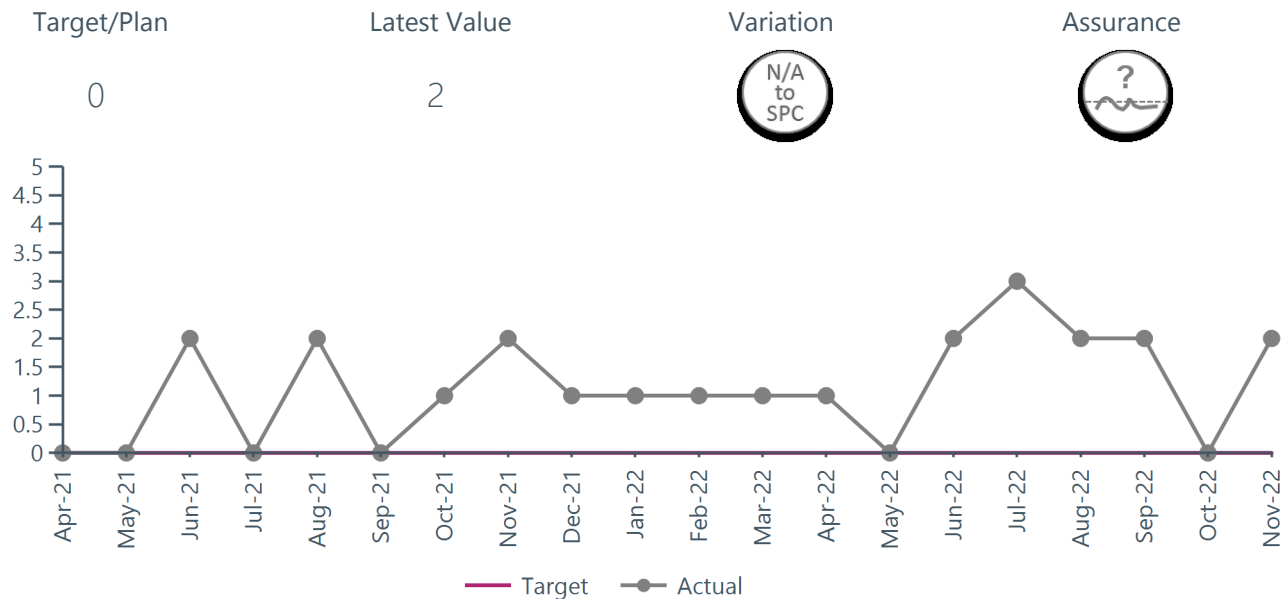 Target/Plan Latest Value Variation Assurance
0 2 N/A to SPC ?
5
4.5
4
3.5
3
2.5
2
1.5
1
0.5
0
Apr-21 May-21 Jun-21 Jul-21 Aug-21 Sep-21 Oct-21 Nov-21 Dec-21 Jan-22 Feb-22 Mar-22 Apr-22 May-22 Jun-22 Jul-22 Aug-22 Sep-22 Oct-22 Nov-22
Target Actual